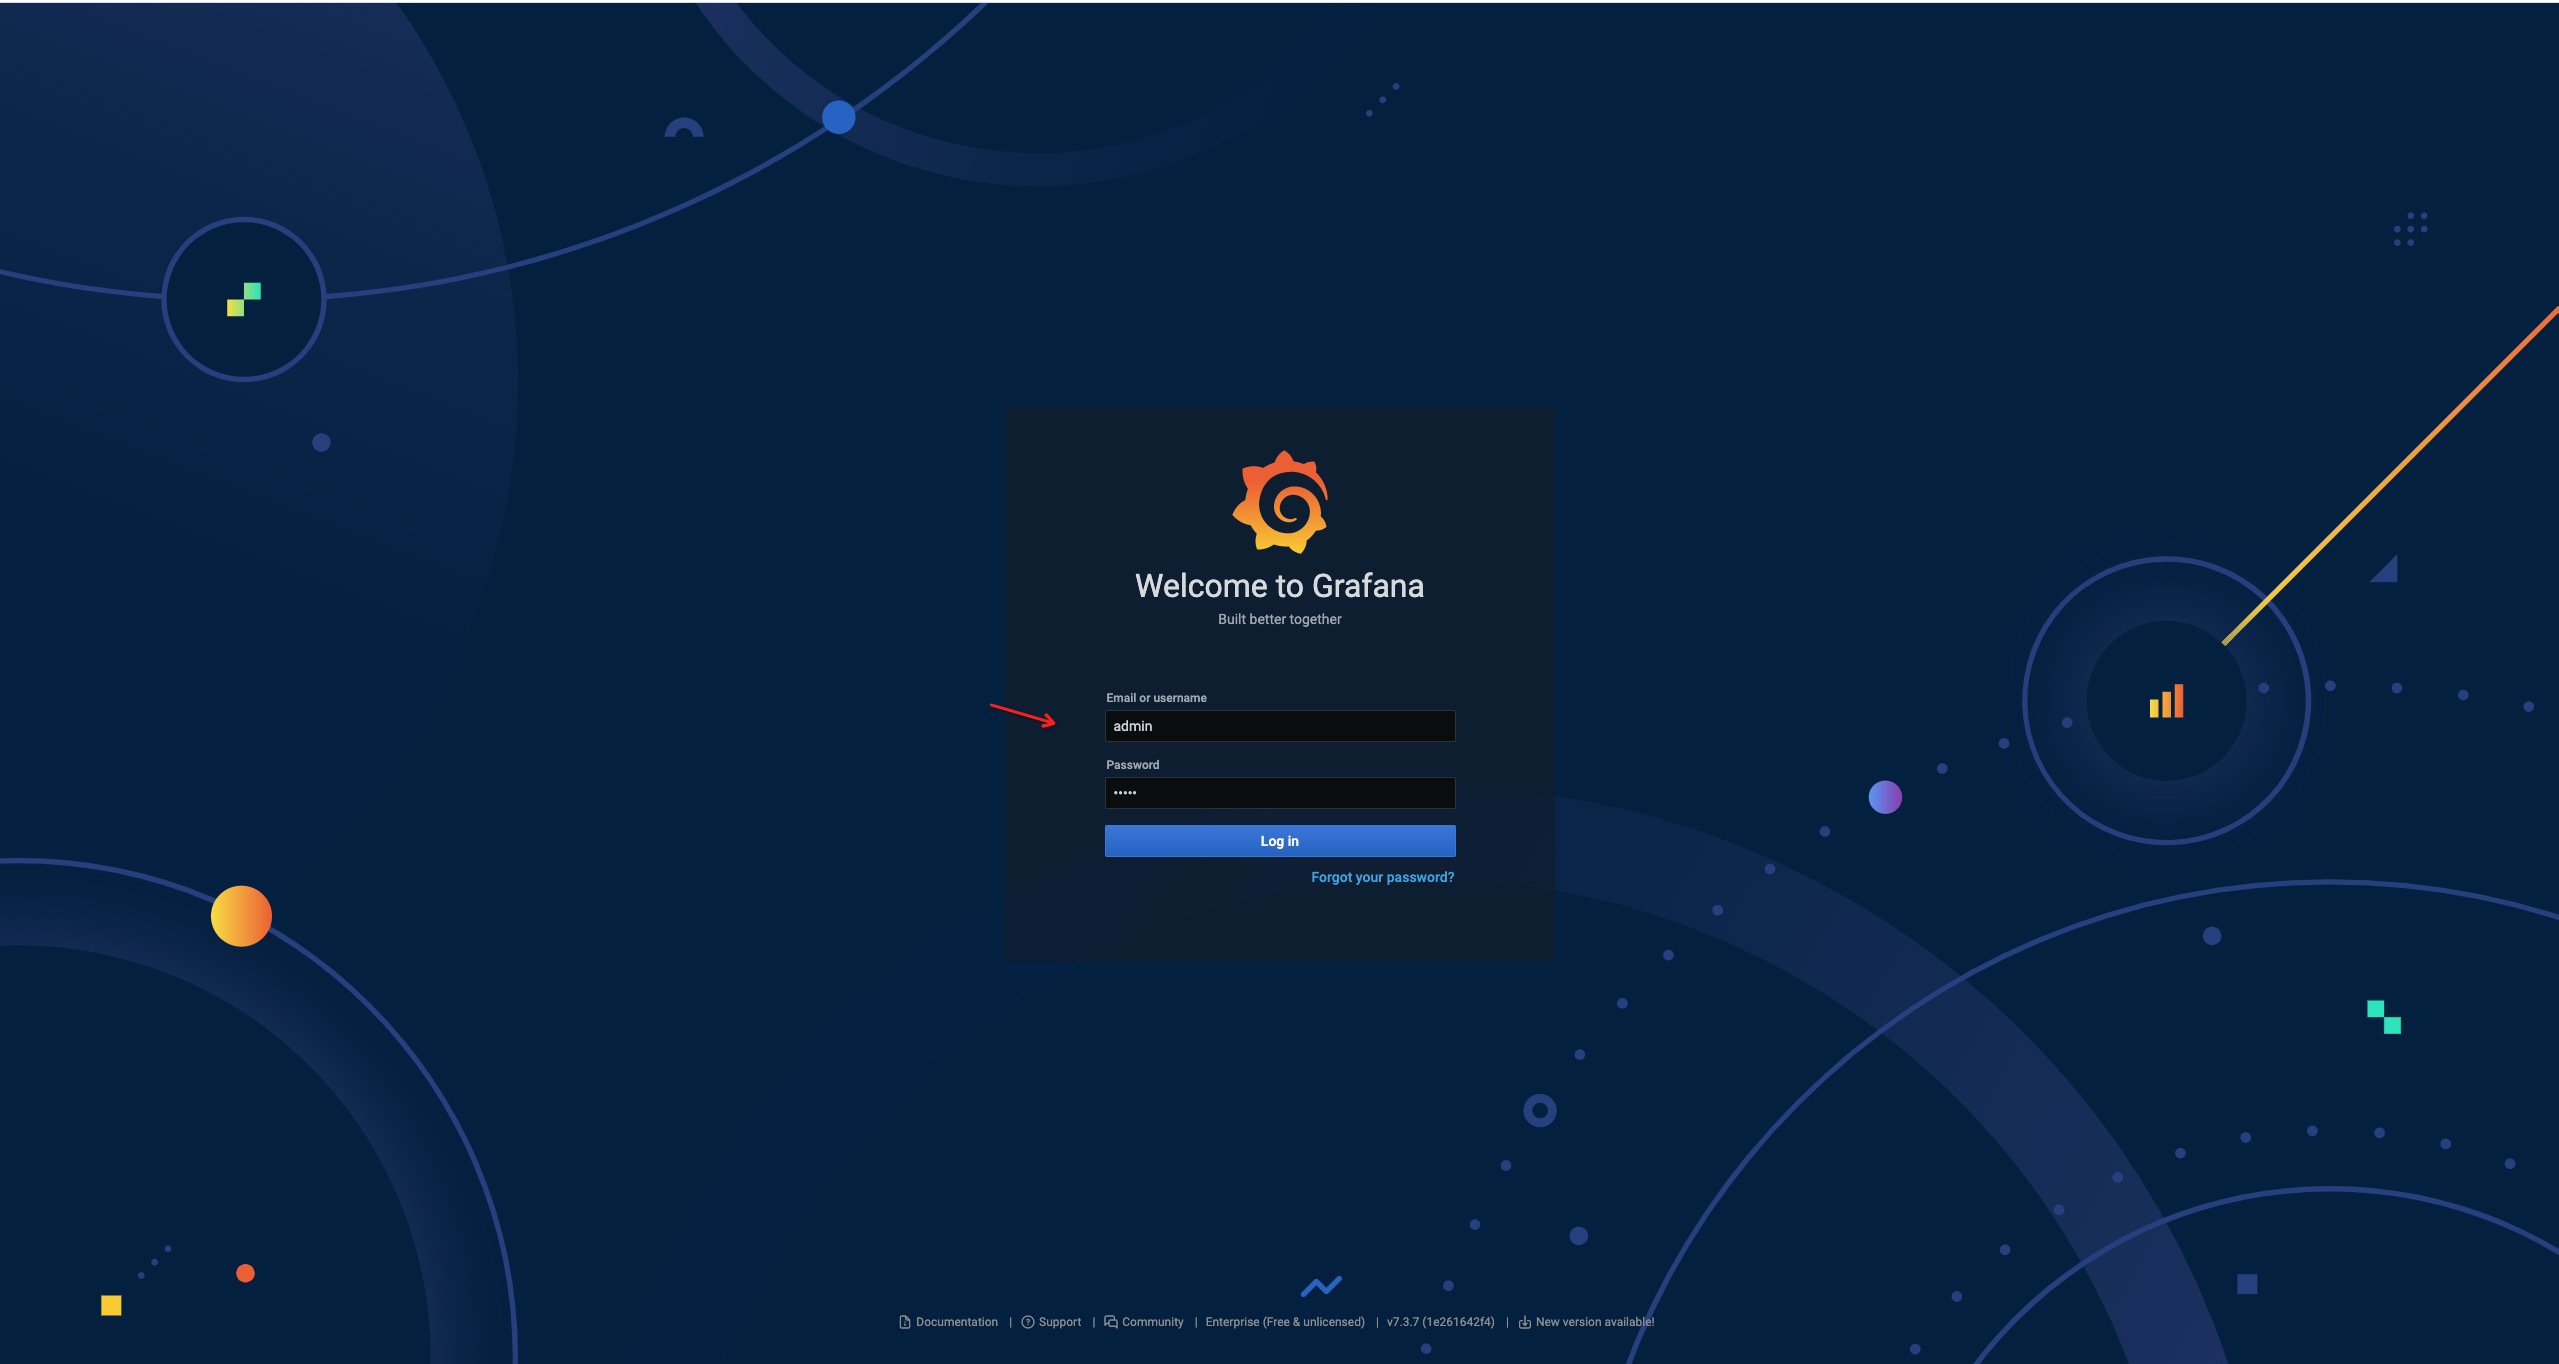 Welcome to Grafana
Built better together
Email or username
admin
Password
•••••
Log in
Forgot your password?
Documentation | Support | Community | Enterprise (Free & unlicensed) | v7.3.7 (1e261642f4) | New version available!